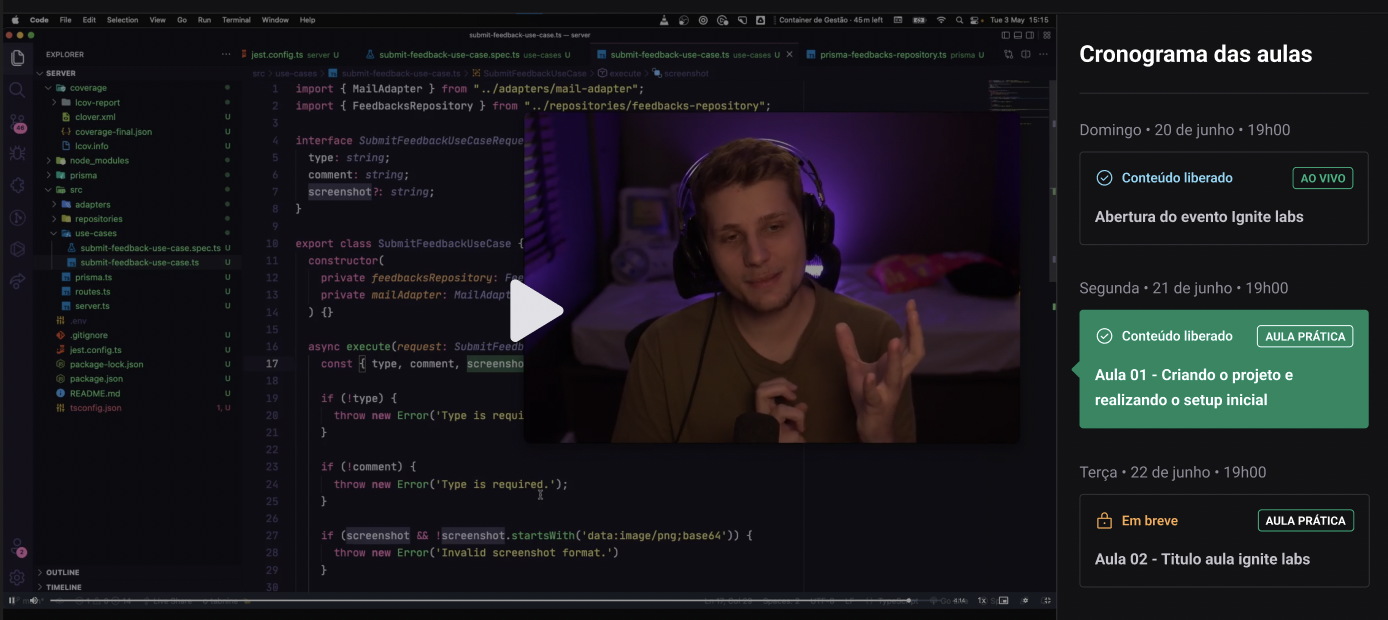 Code File Edit Selection View Go Run Terminal Window Help
Container de Gestão · 45m left
Tue 3 May 15:15
submit-feedback-use-case.ts — server
EXPLORER
SERVER
coverage
lcov-report
clover.xml
coverage-final.json
lcov.info
node_modules
prisma
src
adapters
repositories
use-cases
submit-feedback-use-case.spec.ts U
submit-feedback-use-case.ts U
prisma.ts U
routes.ts U
server.ts U
.env
.gitignore U
jest.config.ts U
package-lock.json U
package.json U
README.md U
tsconfig.json 1, U
OUTLINE
TIMELINE
jest.config.ts server U
submit-feedback-use-case.spec.ts use-cases U
submit-feedback-use-case.ts use-cases U
prisma-feedbacks-repository.ts prisma U
src > use-cases > submit-feedback-use-case.ts > SubmitFeedbackUseCase > execute > screenshot
1 import { MailAdapter } from "../adapters/mail-adapter";
2 import { FeedbacksRepository } from "../repositories/feedbacks-repository";
3
4 interface SubmitFeedbackUseCaseReque
5 type: string;
6 comment: string;
7 screenshot?: string;
8 }
9
10 export class SubmitFeedbackUseCase {
11 constructor(
12 private feedbacksRepository: Fee
13 private mailAdapter: MailAdapt
14 ) {}
15
16 async execute(request: SubmitFeedb
17 const { type, comment, screensho
18
19 if (!type) {
20 throw new Error('Type is requi
21 }
22
23 if (!comment) {
24 throw new Error('Type is required.');
25 }
26
27 if (screenshot && !screenshot.startsWith('data:image/png;base64')) {
28 throw new Error('Invalid screenshot format.')
29 }
30
1x
Cronograma das aulas
Domingo • 20 de junho • 19h00
Conteúdo liberado
AO VIVO
Abertura do evento Ignite labs
Segunda • 21 de junho • 19h00
Conteúdo liberado
AULA PRÁTICA
Aula 01 - Criando o projeto e
realizando o setup inicial
Terça • 22 de junho • 19h00
Em breve
AULA PRÁTICA
Aula 02 - Titulo aula ignite labs